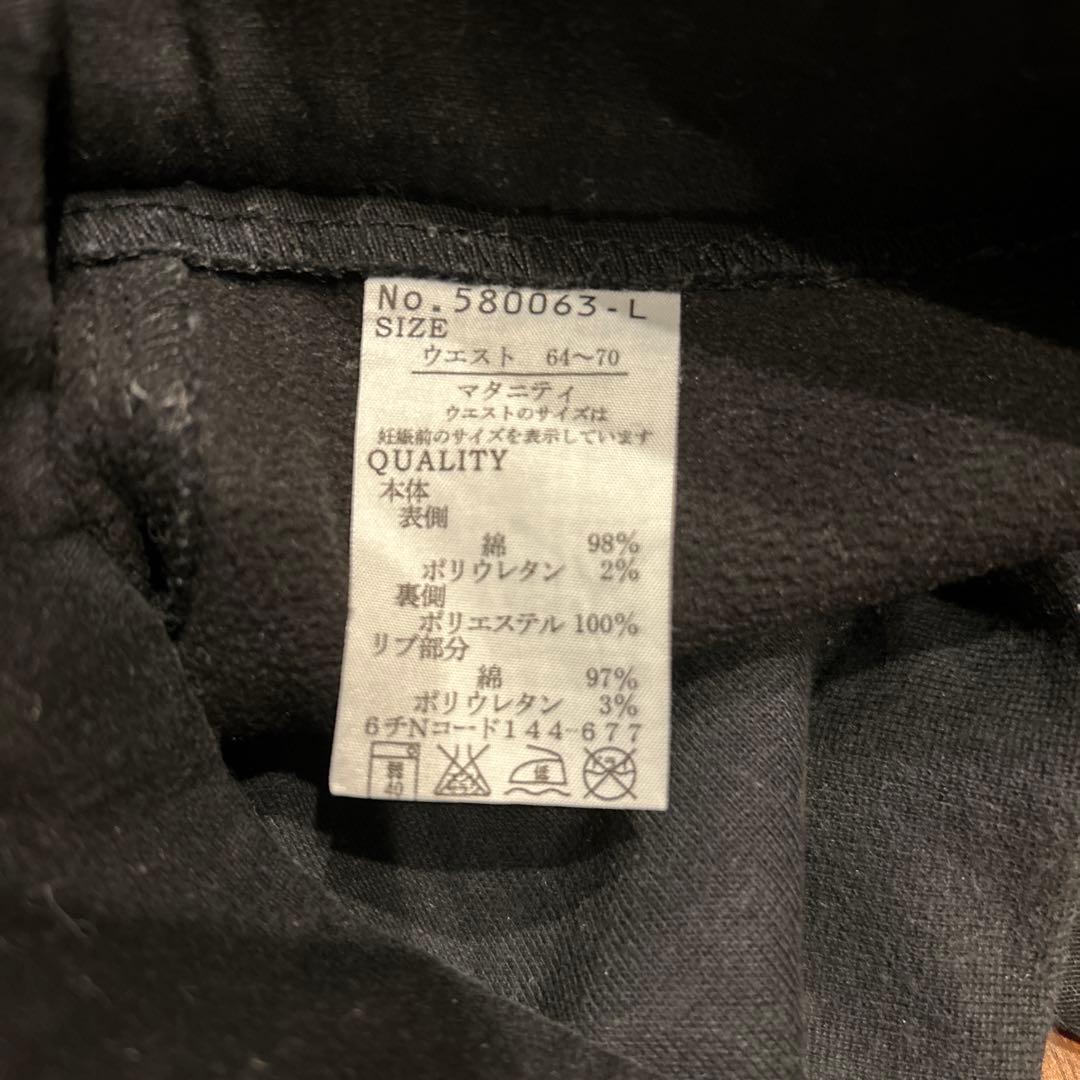 No.580063-L
SIZE
ウエスト 64〜70
マタニティ
ウエストのサイズは
妊娠前のサイズを表示しています
QUALITY
本体
表側
綿 98%
ポリウレタン 2%
裏側
ポリエステル 100%
リブ部分
綿 97%
ポリウレタン 3%
6チNコード144-677
弱 40 低